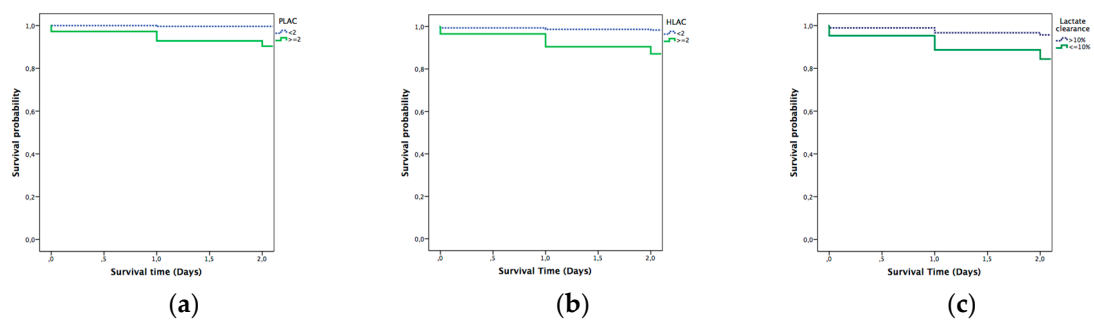 PLAC
<2
>=2
1,0
0,8
0,6
0,4
0,2
0,0
Survival probability
,0 ,5 1,0 1,5 2,0
Survival time (Days)
(a)
HLAC
<2
>=2
1,0
0,8
0,6
0,4
0,2
0,0
Survival probability
,0 ,5 1,0 1,5 2,0
Survival Time (Days)
(b)
Lactate
clearance
>10%
<=10%
1,0
0,8
0,6
0,4
0,2
0,0
Survival probability
,0 ,5 1,0 1,5 2,0
Survival Time (Days)
(c)